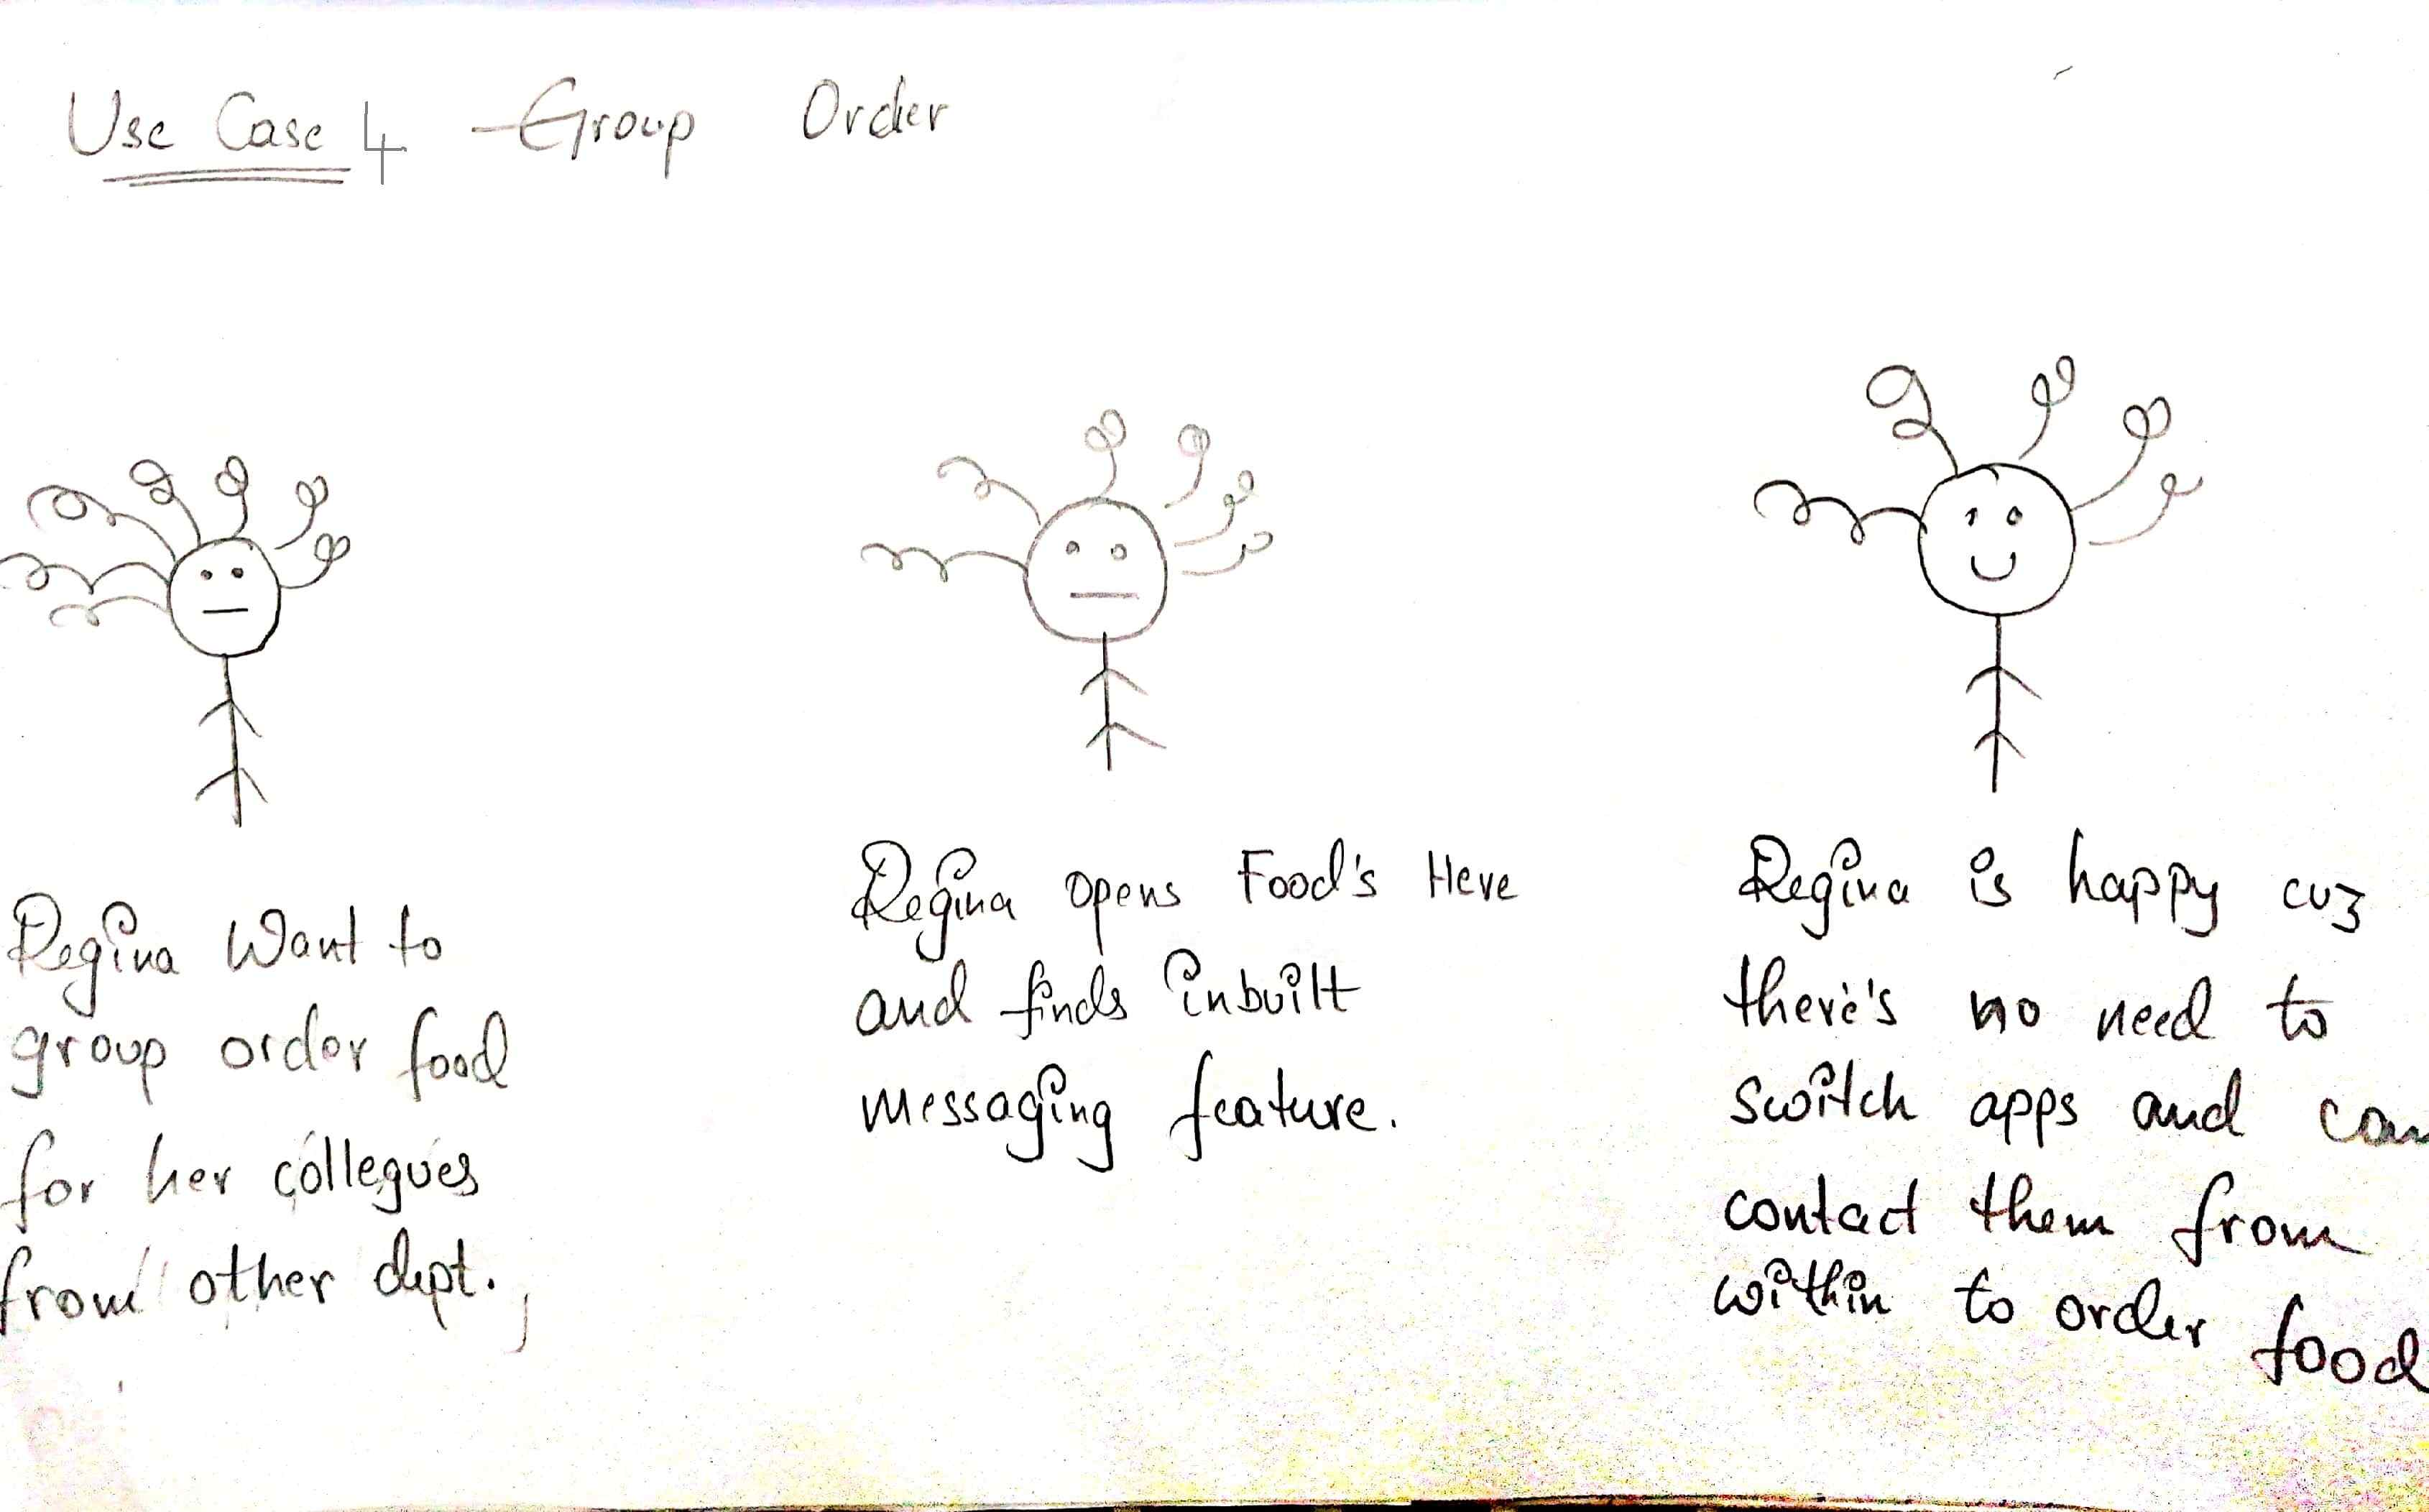 Use Case 4 - Group Order
Regina Want to
group order food
for her collegues
from other dept.,
Regina opens Food's Here
and finds inbuilt
messaging feature.
Regina is happy cuz
there's no need to
switch apps and can
contact them from
within to order food